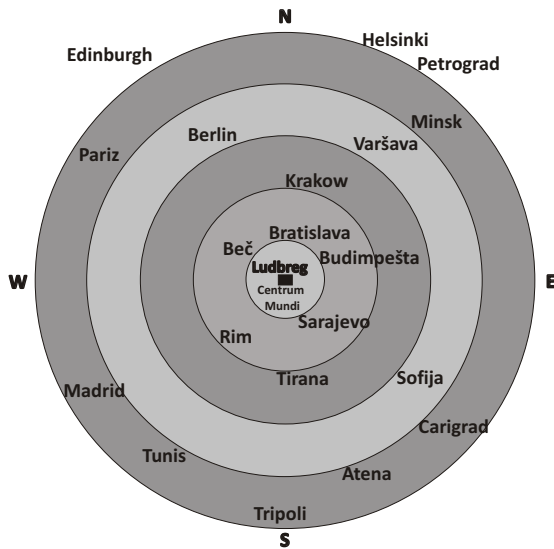 N
Helsinki
Edinburgh
Petrograd
Minsk
Berlin
Varšava
Pariz
Krakow
Bratislava
Beč
Budimpešta
Ludbreg
W
E
Centrum
Mundi
Sarajevo
Rim
Tirana
Sofija
Madrid
Carigrad
Tunis
Atena
Tripoli
S